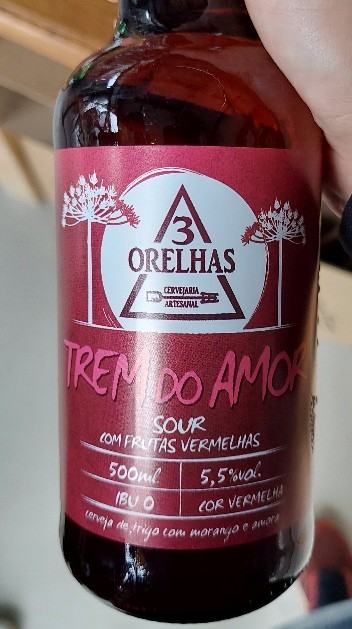 3
ORELHAS
CERVEJARIA
ARTESANAL
TREM DO AMOR
SOUR
COM FRUTAS VERMELHAS
500ml 5,5%vol.
IBU 0 COR VERMELHA
cerveja de trigo com morango e amora